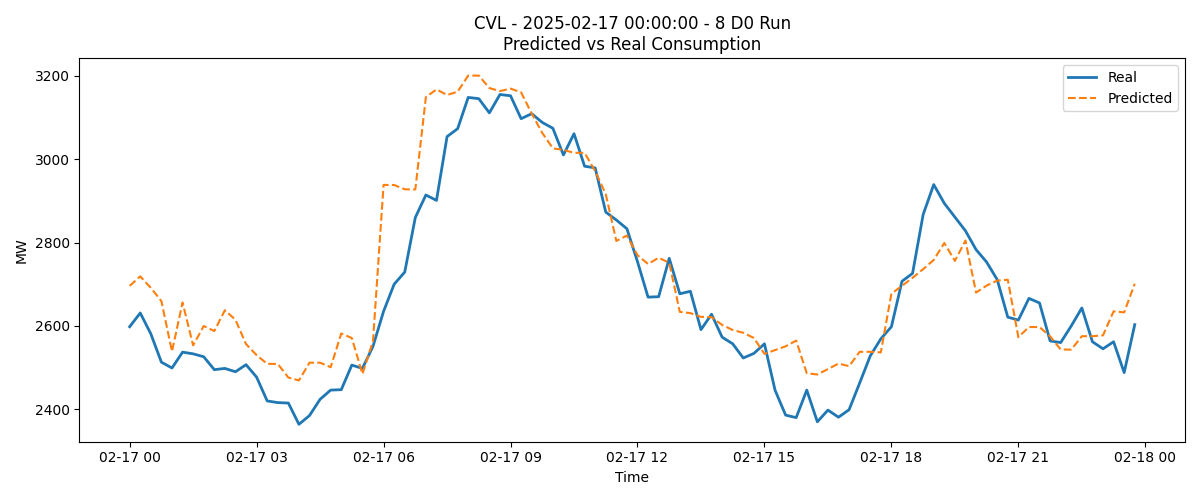 CVL - 2025-02-17 00:00:00 - 8 D0 Run
Predicted vs Real Consumption
Real
Predicted
MW
3200
3000
2800
2600
2400
02-17 00
02-17 03
02-17 06
02-17 09
02-17 12
02-17 15
02-17 18
02-17 21
02-18 00
Time